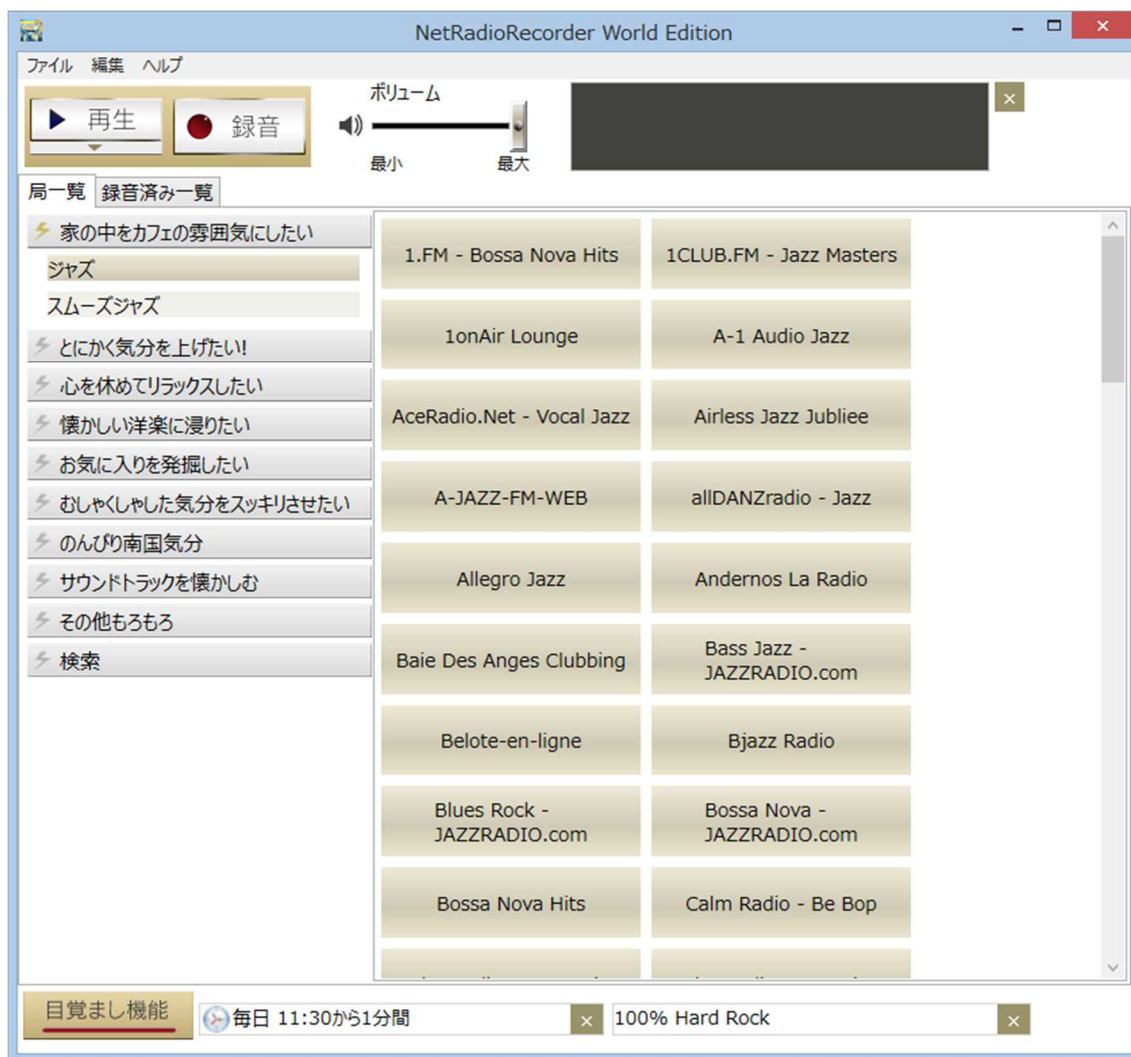 NetRadioRecorder World Edition
ファイル 編集 ヘルプ
再生
録音
ボリューム
最小 最大
局一覧 録音済み一覧
家の中をカフェの雰囲気にしたい
ジャズ
スムーズジャズ
とにかく気分を上げたい!
心を休めてリラックスしたい
懐かしい洋楽に浸りたい
お気に入りを発掘したい
むしゃくしゃした気分をスッキリさせたい
のんびり南国気分
サウンドトラックを懐かしむ
その他もろもろ
検索
1.FM - Bossa Nova Hits
1CLUB.FM - Jazz Masters
1onAir Lounge
A-1 Audio Jazz
AceRadio.Net - Vocal Jazz
Airless Jazz Jubliee
A-JAZZ-FM-WEB
allDANZradio - Jazz
Allegro Jazz
Andernos La Radio
Baie Des Anges Clubbing
Bass Jazz -
JAZZRADIO.com
Belote-en-ligne
Bjazz Radio
Blues Rock -
JAZZRADIO.com
Bossa Nova -
JAZZRADIO.com
Bossa Nova Hits
Calm Radio - Be Bop
目覚まし機能
毎日 11:30から1分間
100% Hard Rock